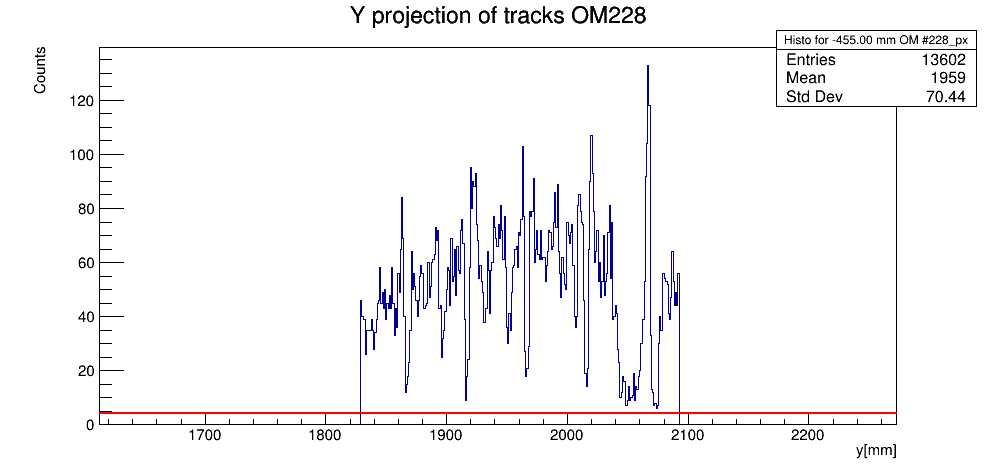 Y projection of tracks OM228
Histo for -455.00 mm OM #228_px
Entries 13602
Mean 1959
Std Dev 70.44
Counts
120
100
80
60
40
20
0
1700 1800 1900 2000 2100 2200
y[mm]